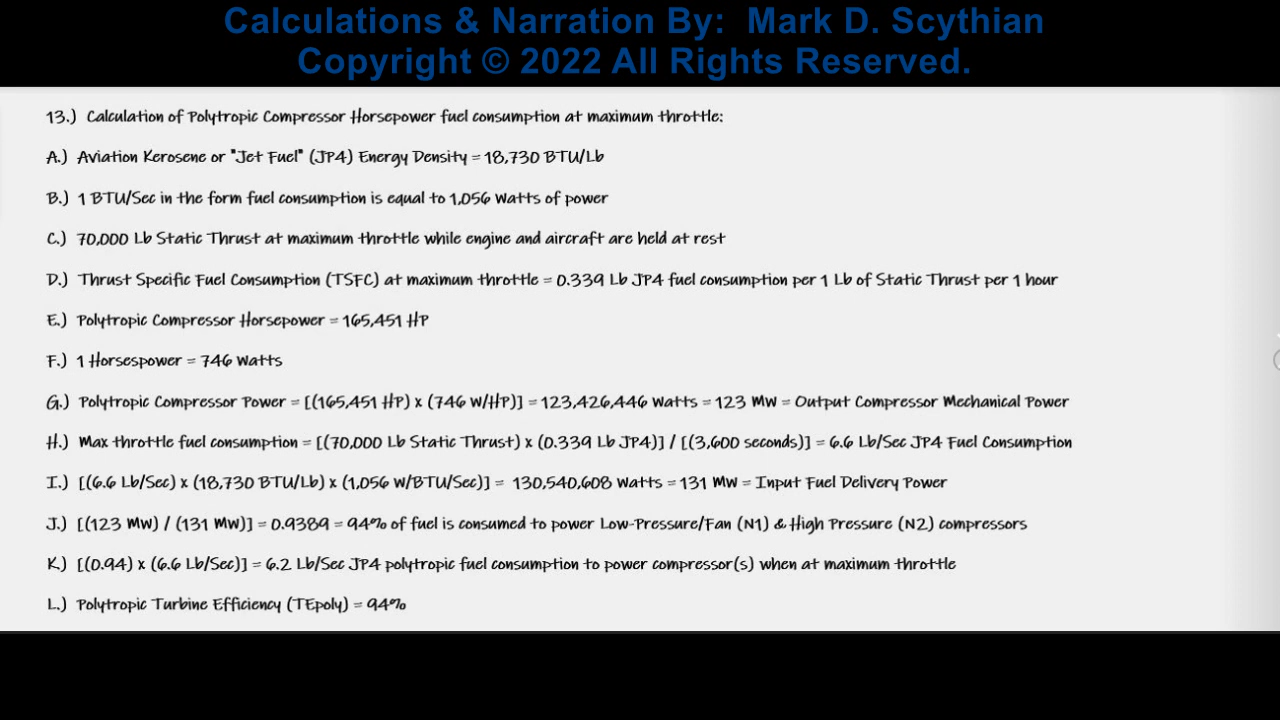 Calculations & Narration By:  Mark D. Scythian
Copyright © 2022 All Rights Reserved.
13.) Calculation of Polytropic Compressor Horsepower fuel consumption at maximum throttle:
A.) Aviation Kerosene or "Jet Fuel" (JP4) Energy Density = 18,730 BTU/Lb
B.) 1 BTU/Sec in the form fuel consumption is equal to 1,056 Watts of power
C.) 70,000 Lb Static Thrust at maximum throttle while engine and aircraft are held at rest
D.) Thrust Specific Fuel Consumption (TSFC) at maximum throttle = 0.339 Lb JP4 fuel consumption per 1 Lb of Static Thrust per 1 hour
E.) Polytropic Compressor Horsepower = 165,451 HP
F.) 1 Horsespower = 746 Watts
G.) Polytropic Compressor Power = [(165,451 HP) x (746 W/HP)] = 123,426,446 Watts = 123 MW = Output Compressor Mechanical Power
H.) Max throttle fuel consumption = [(70,000 Lb Static Thrust) x (0.339 Lb JP4)] / [(3,600 seconds)] = 6.6 Lb/Sec JP4 Fuel Consumption
I.) [(6.6 Lb/Sec) x (18,730 BTU/Lb) x (1,056 W/BTU/Sec)] = 130,540,608 Watts = 131 MW = Input Fuel Delivery Power
J.) [(123 MW) / (131 MW)] = 0.9389 = 94% of fuel is consumed to power Low-Pressure/Fan (N1) & High Pressure (N2) compressors
K.) [(0.94) x (6.6 Lb/Sec)] = 6.2 Lb/Sec JP4 polytropic fuel consumption to power compressor(s) when at maximum throttle
L.) Polytropic Turbine Efficiency (TEpoly) = 94%